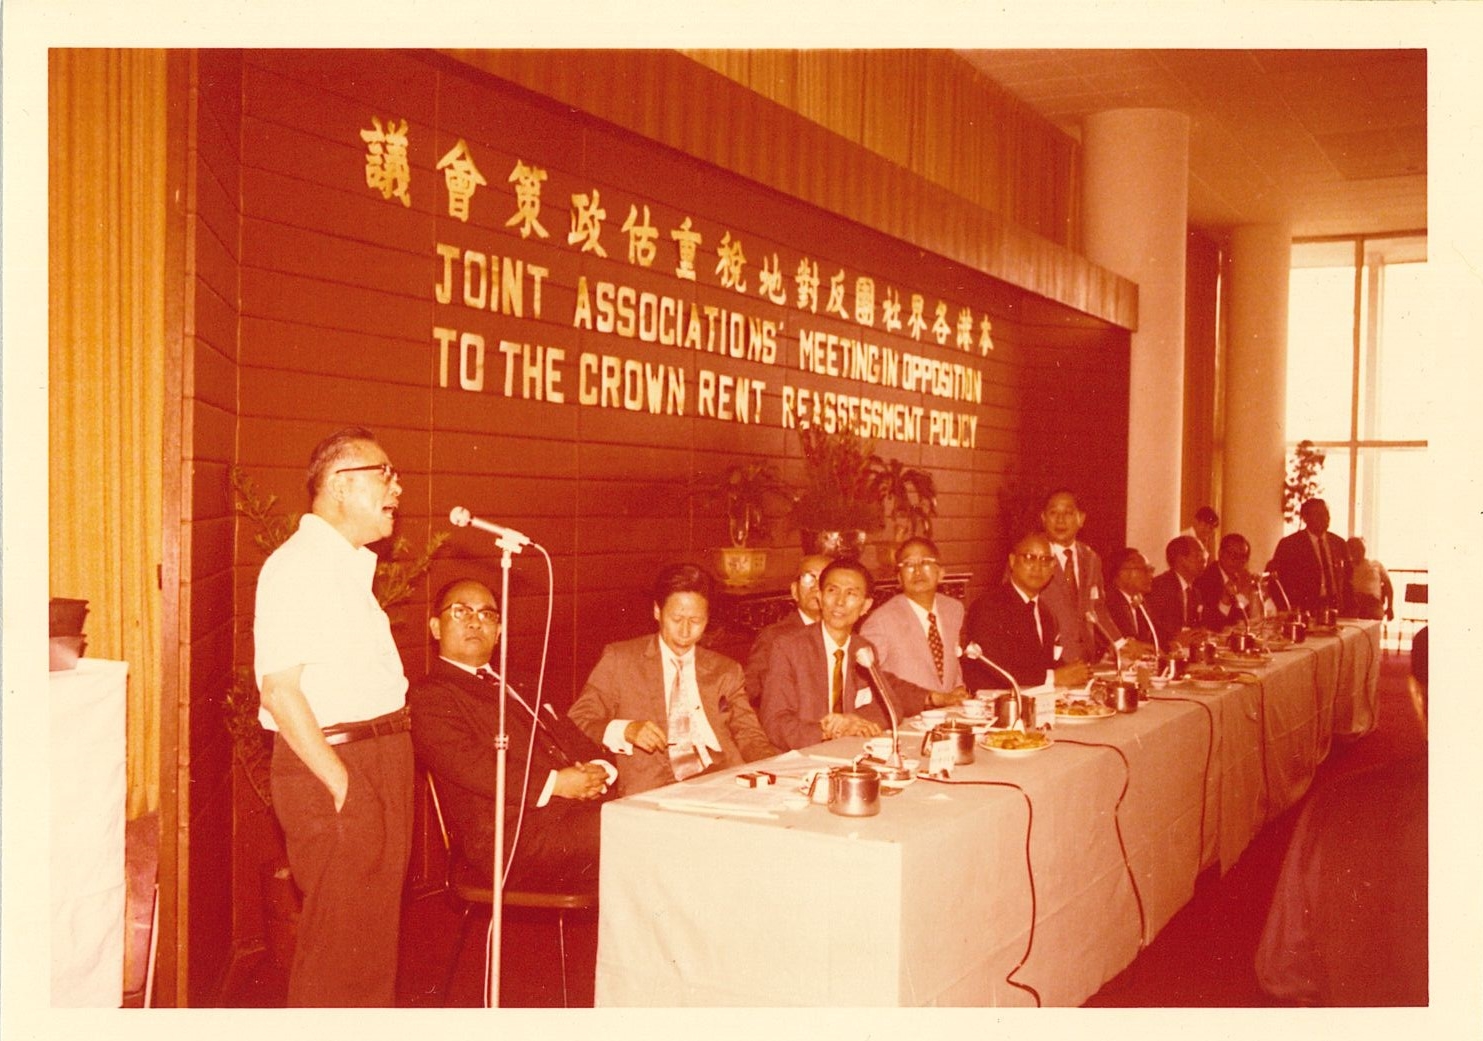 本港各界社團反對地稅重估政策會議
JOINT ASSOCIATIONS' MEETING IN OPPOSITION
TO THE CROWN RENT REASSESSMENT POLICY